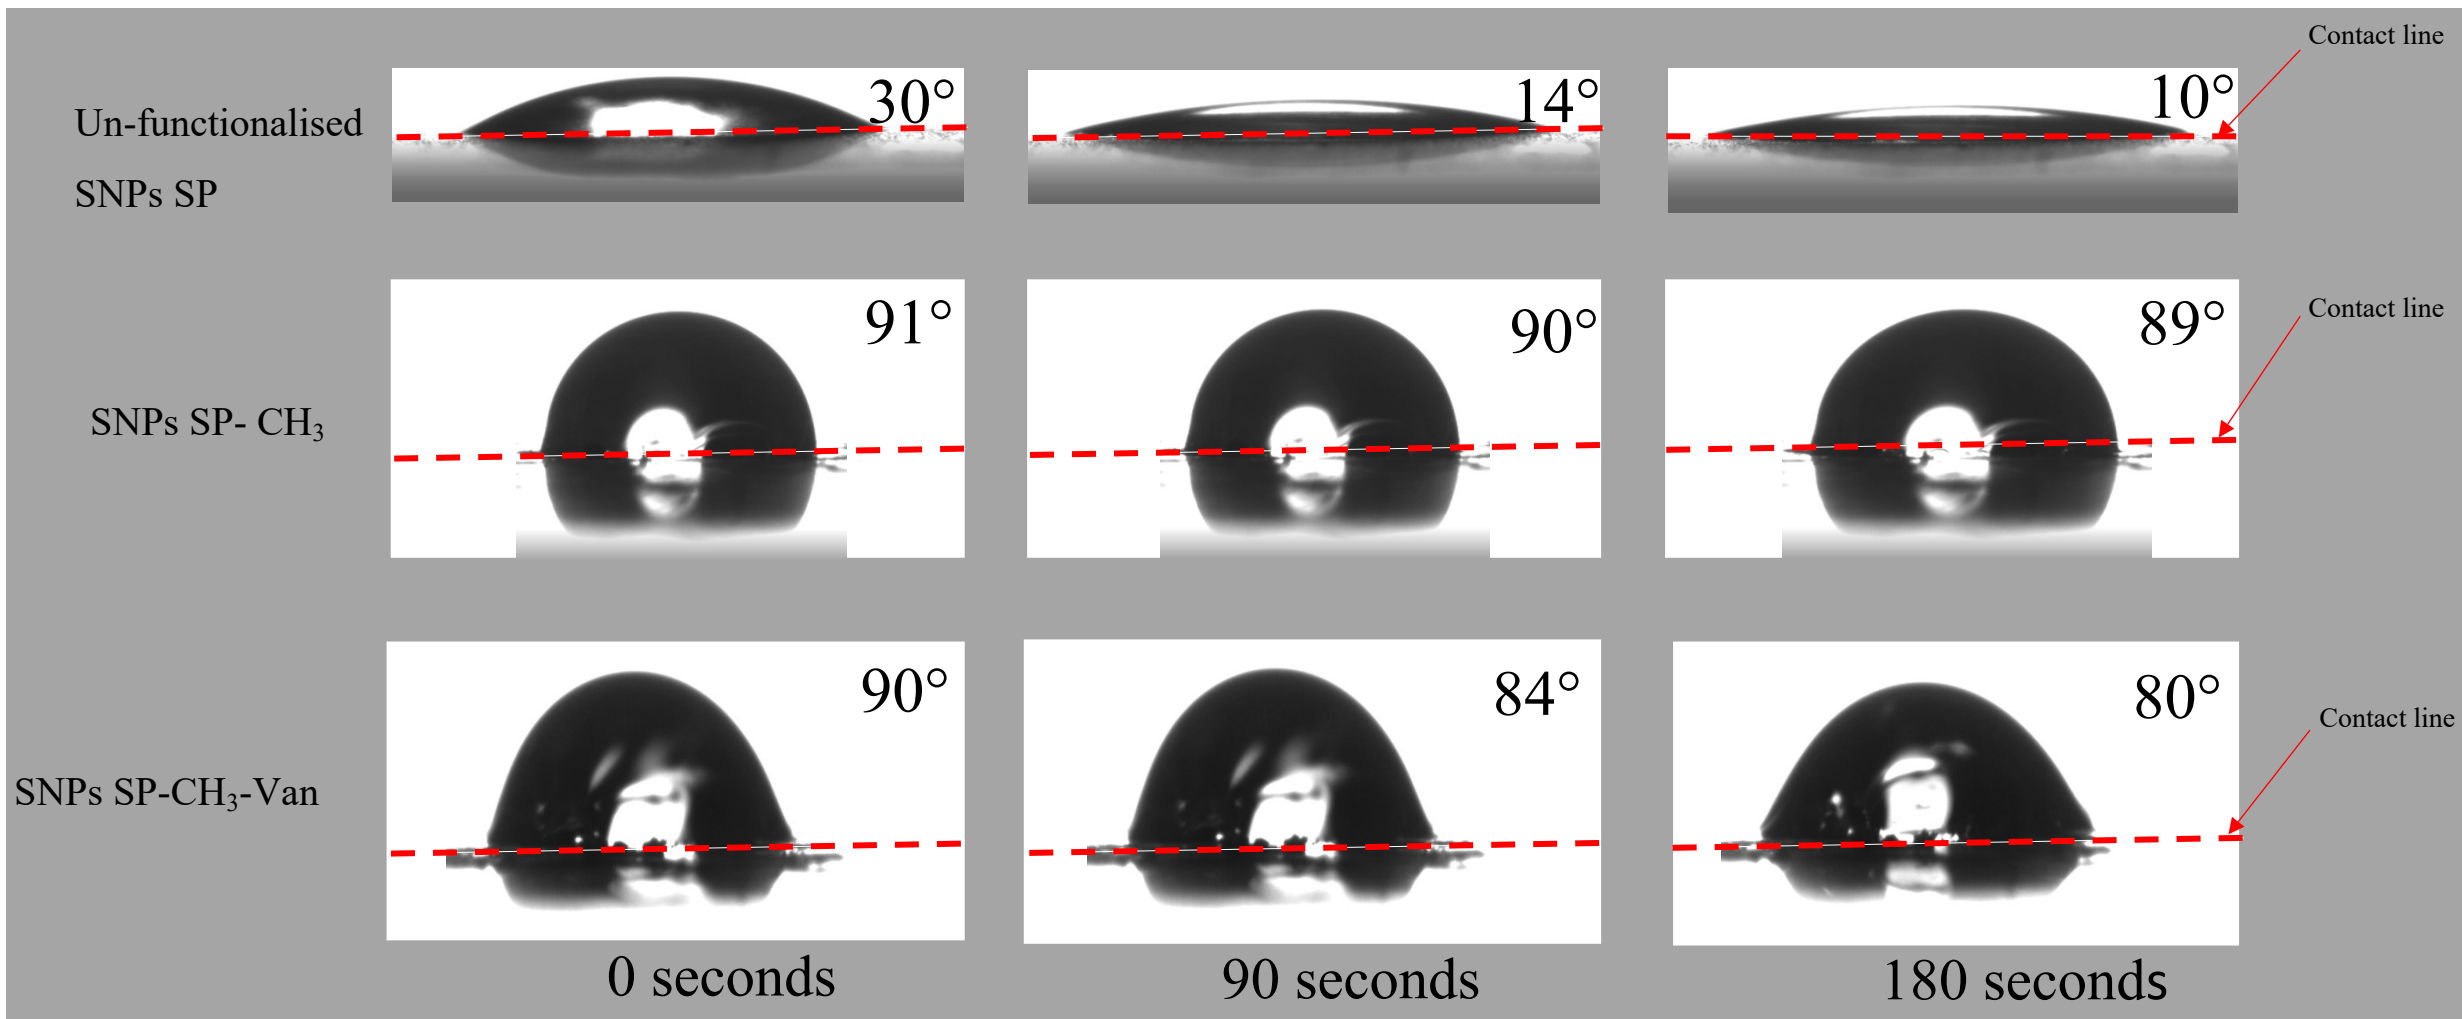 Contact line
30°
14°
10°
Un-functionalised
SNPs SP
91°
90°
89°
Contact line
SNPs SP- CH₃
90°
84°
80°
Contact line
SNPs SP-CH₃-Van
0 seconds
90 seconds
180 seconds